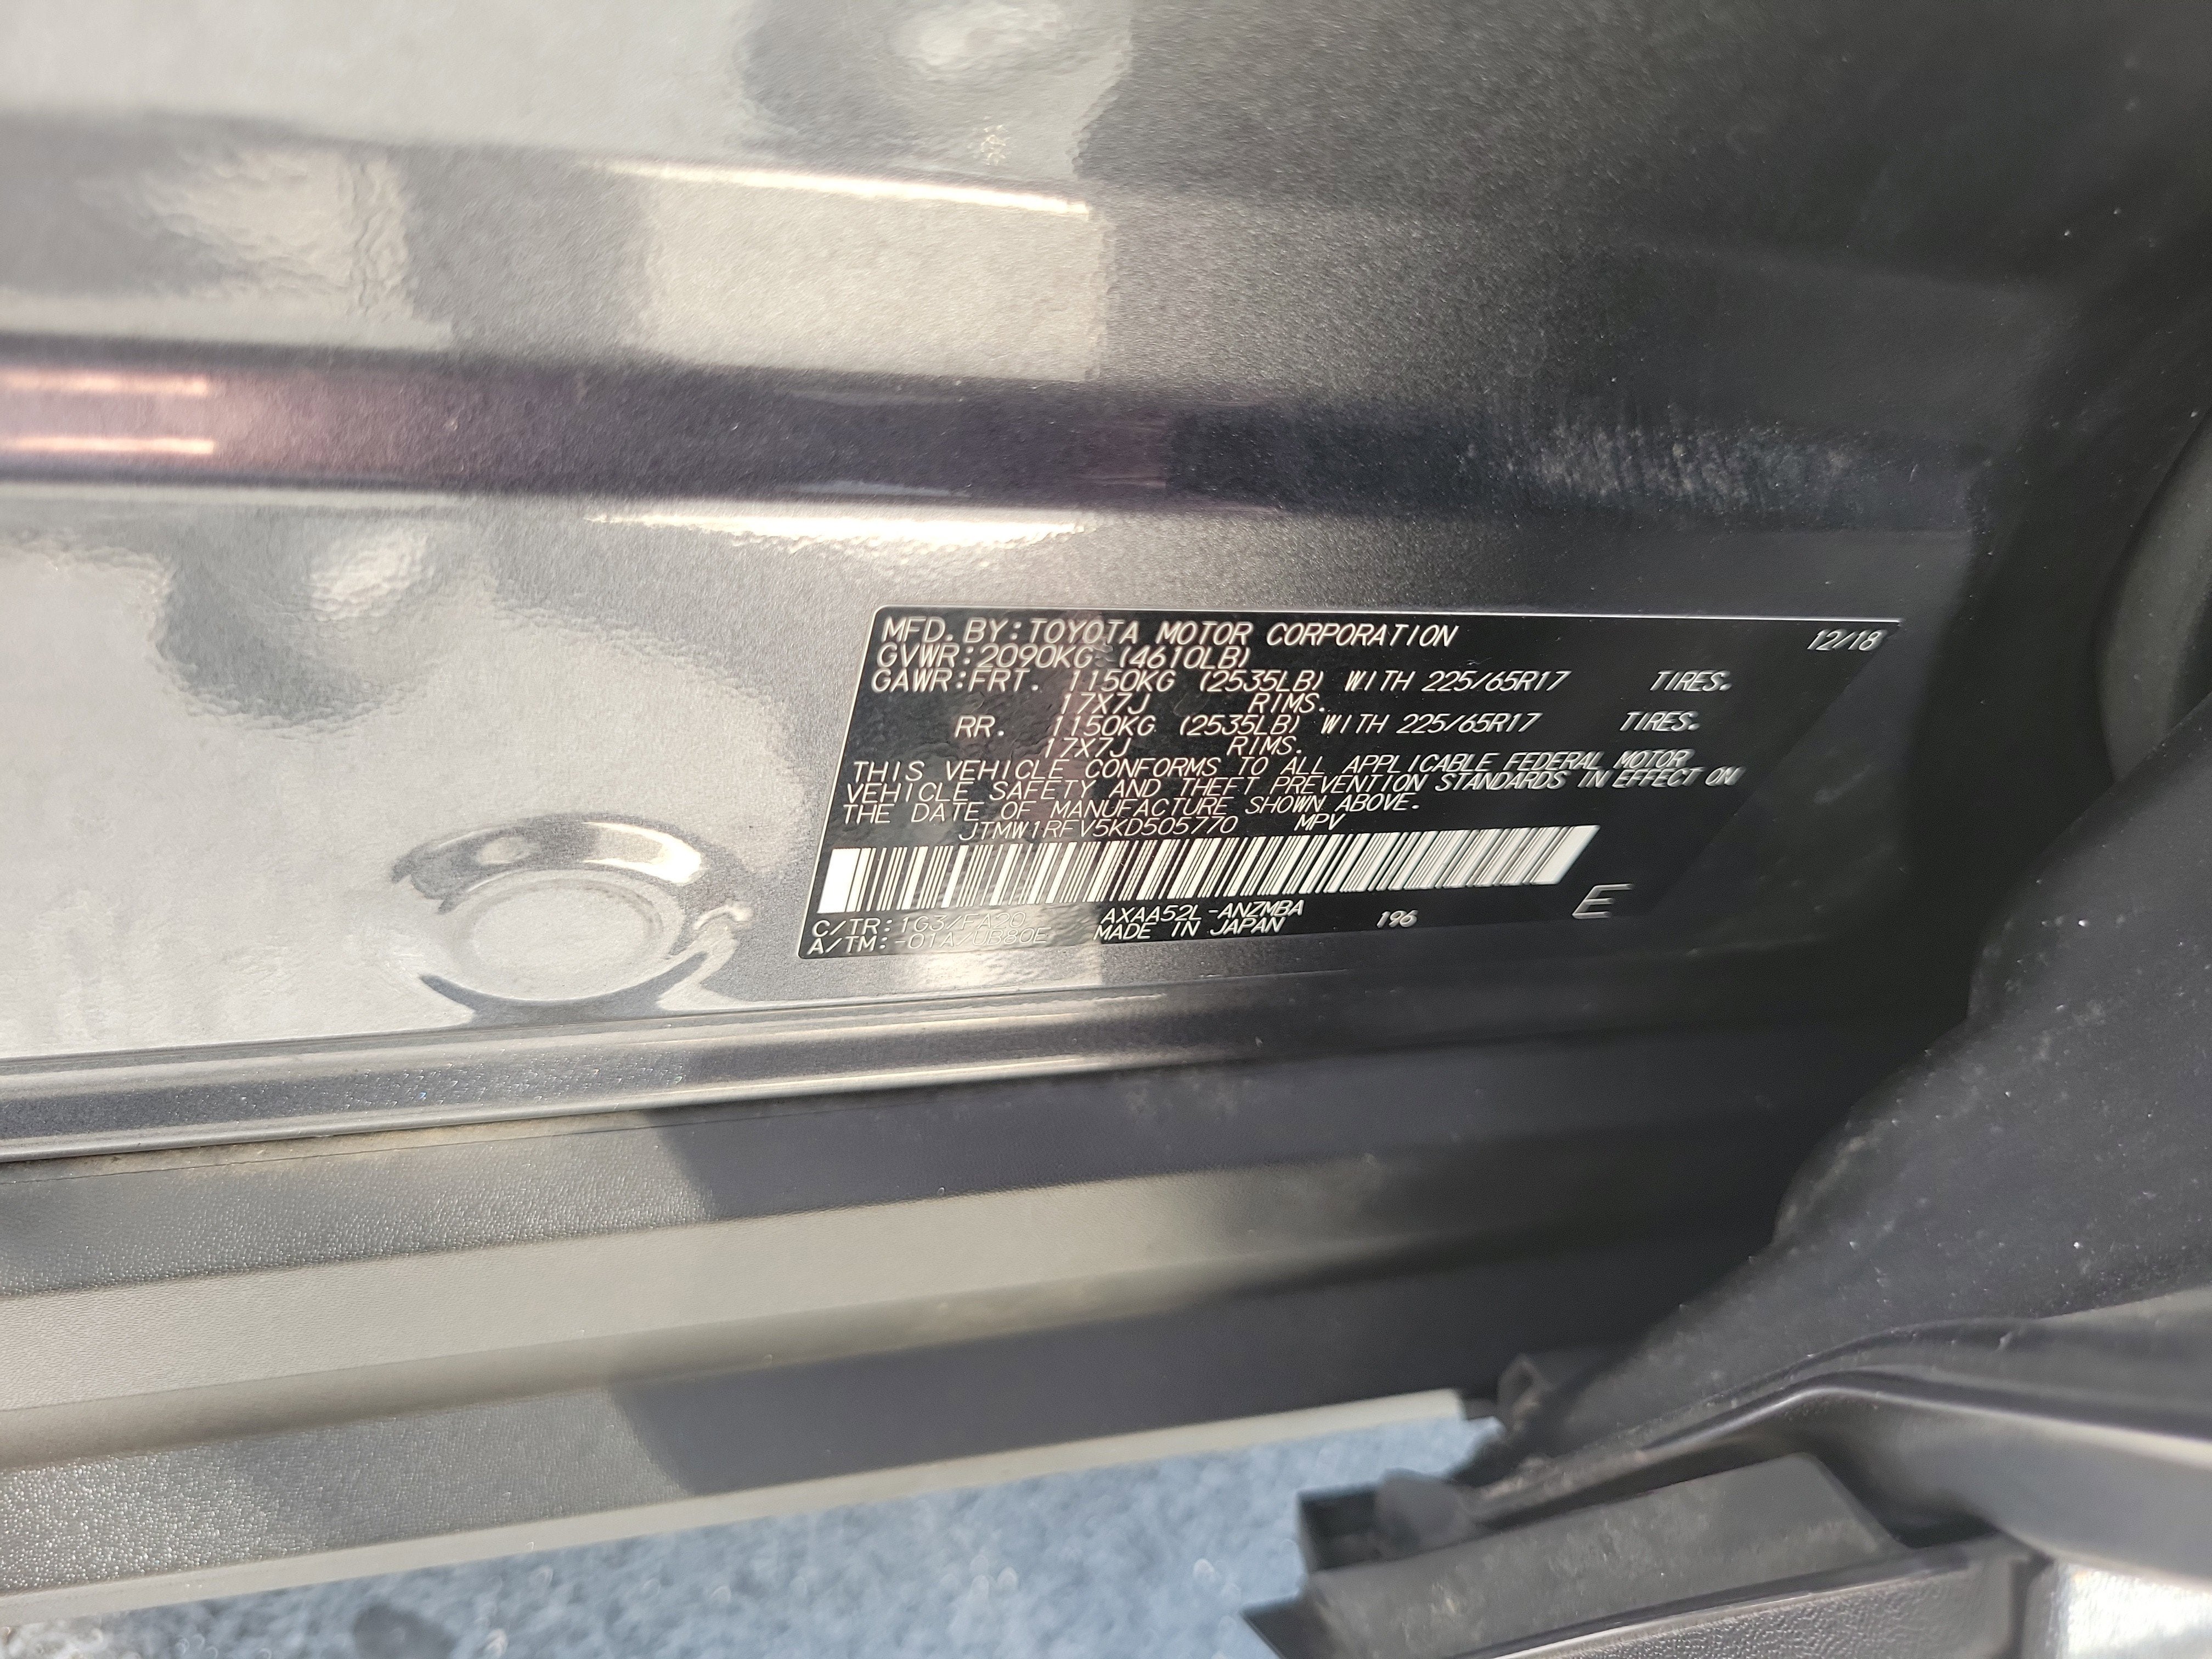 MFD. BY: TOYOTA MOTOR CORPORATION 12/18
GVWR: 2090KG (4610LB)
GAWR: FRT. 1150KG (2535LB) WITH 225/65R17 TIRES.
17X7J RIMS.
RR. 1150KG (2535LB) WITH 225/65R17 TIRES.
17X7J RIMS.
THIS VEHICLE CONFORMS TO ALL APPLICABLE FEDERAL MOTOR
VEHICLE SAFETY AND THEFT PREVENTION STANDARDS IN EFFECT ON
THE DATE OF MANUFACTURE SHOWN ABOVE.
JTMW1RFV5KD505770 MPV
C/TR: 1G3/FA20 AXAA52L-ANZMBA 196 E
A/TM: -01A/UB80E MADE IN JAPAN